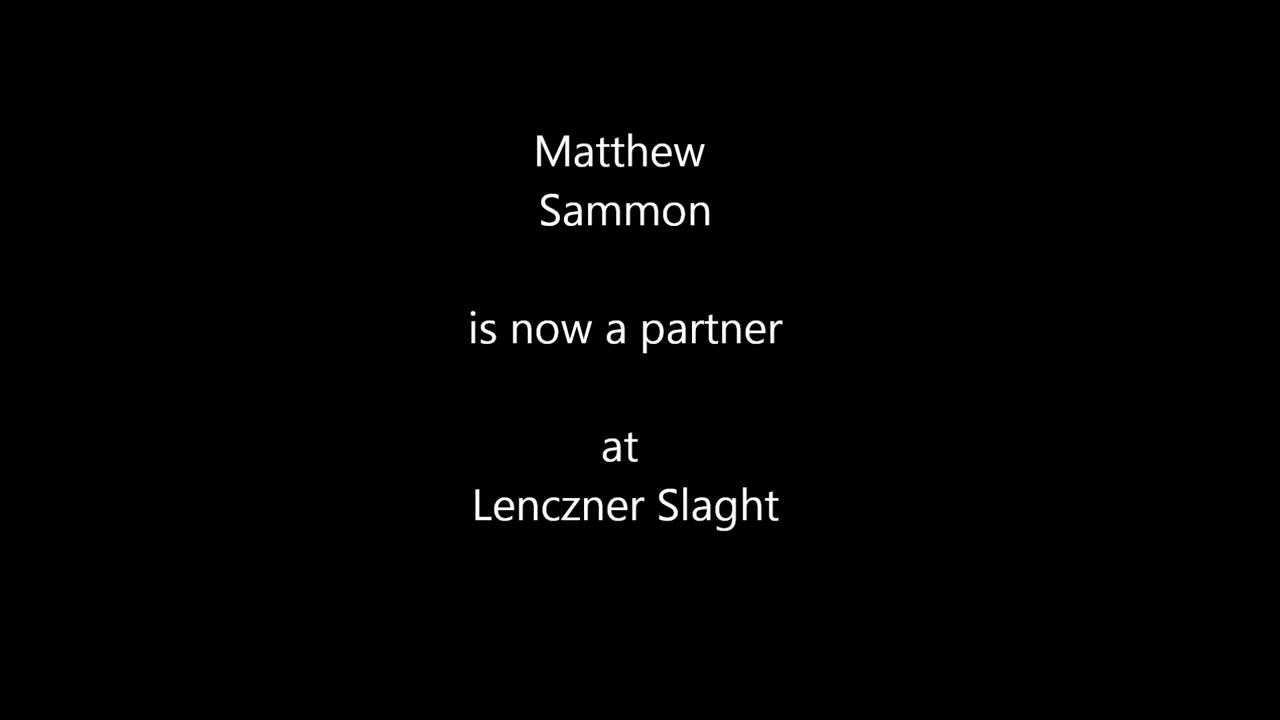 Matthew
Sammon
is now a partner
at
Lenczner Slaght